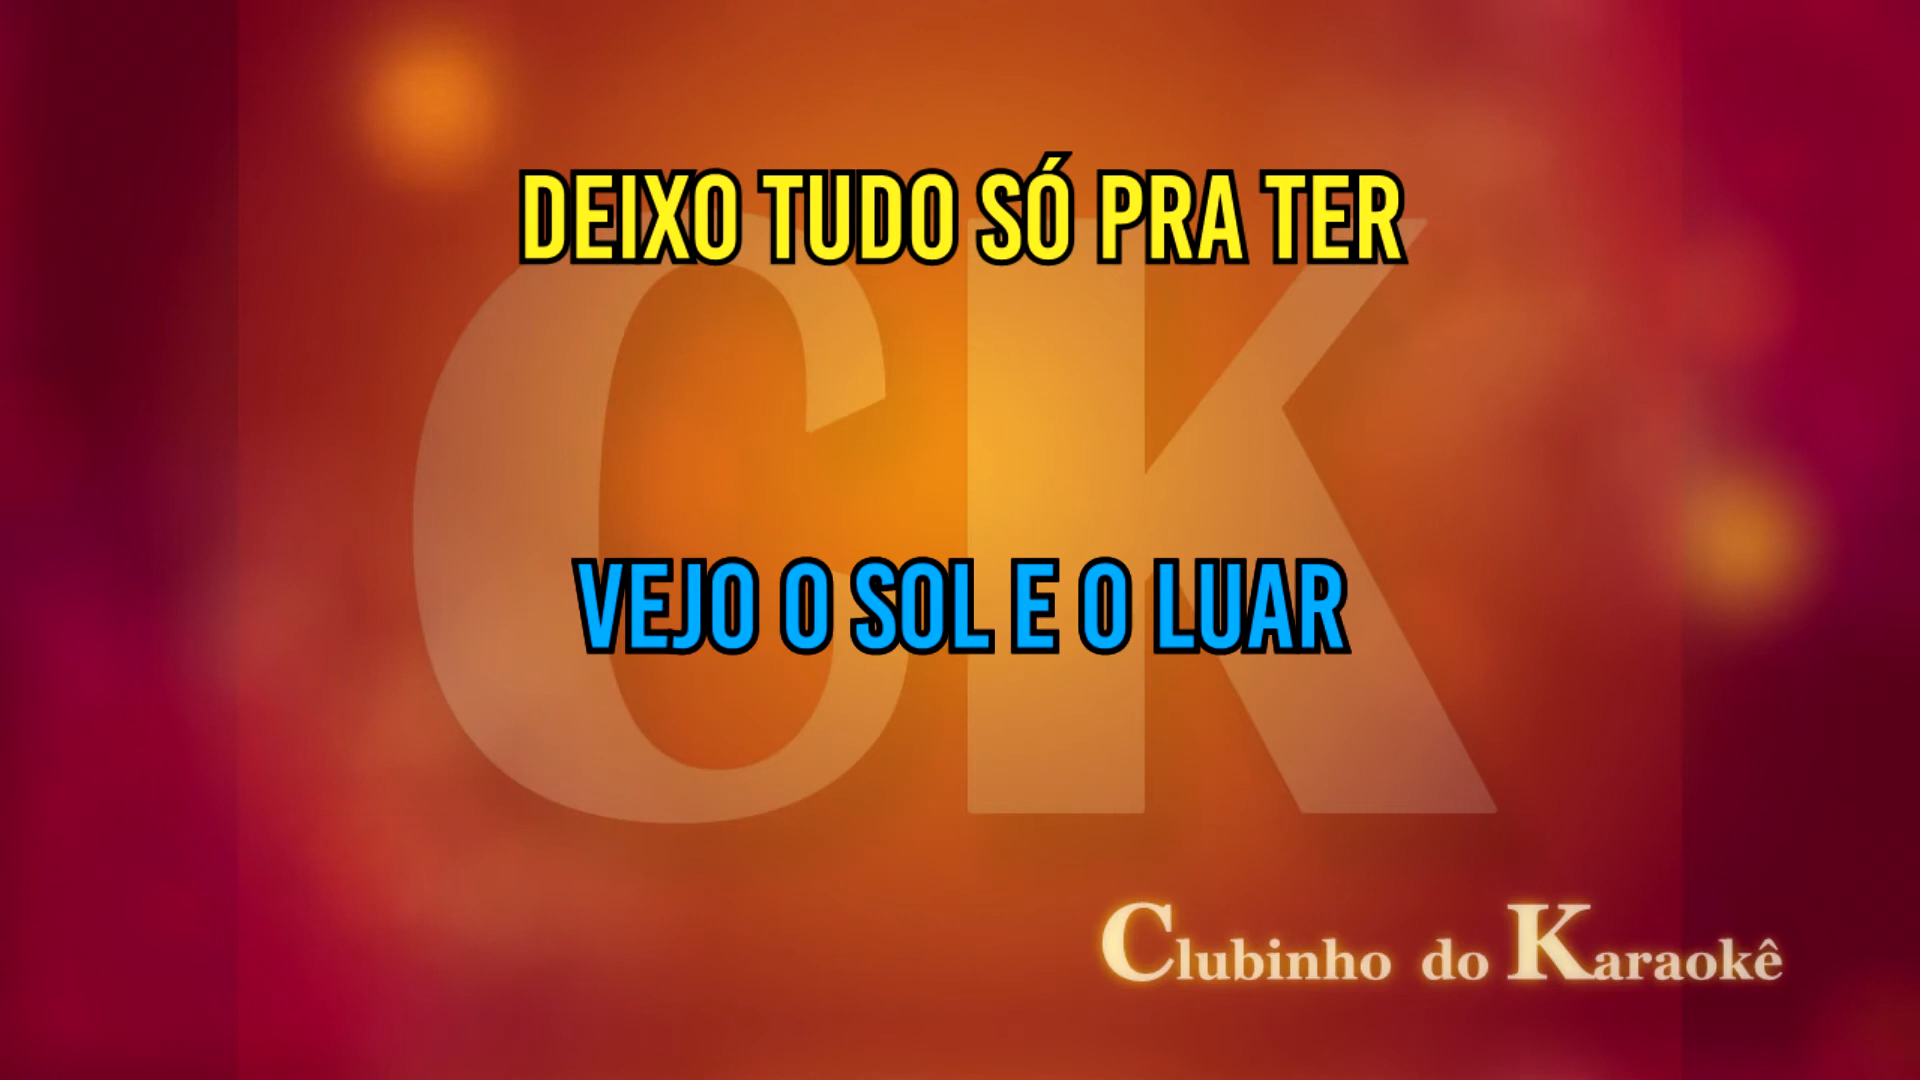 DEIXO TUDO SÓ PRA TER
VEJO O SOL E O LUAR
CK
Clubinho do Karaokê